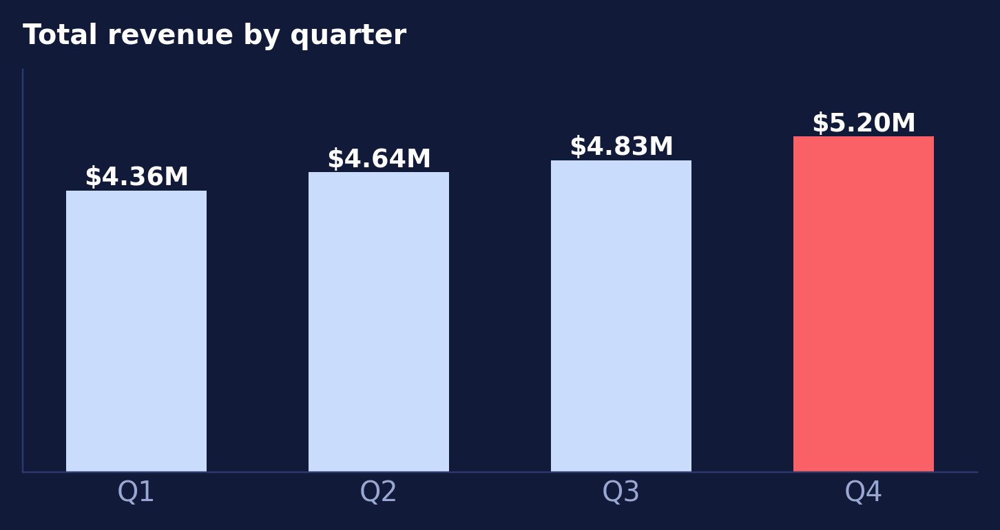 Total revenue by quarter
$4.36M
$4.64M
$4.83M
$5.20M
Q1
Q2
Q3
Q4